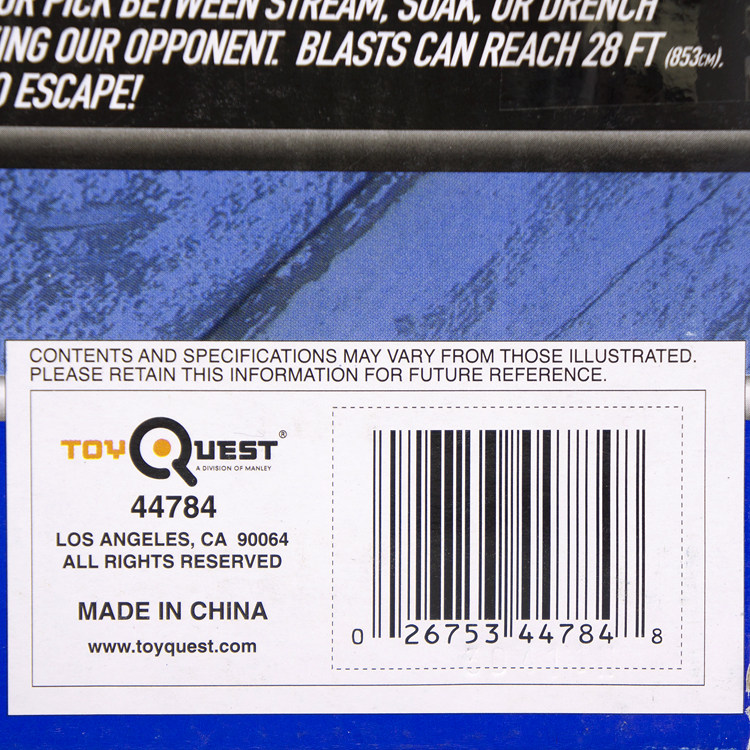 OUR PICK BETWEEN STREAM, SOAK, OR DRENCH
ING OUR OPPONENT. BLASTS CAN REACH 28 FT (853CM).
O ESCAPE!
CONTENTS AND SPECIFICATIONS MAY VARY FROM THOSE ILLUSTRATED.
PLEASE RETAIN THIS INFORMATION FOR FUTURE REFERENCE.
TOYQUEST®
A DIVISION OF MANLEY
44784
LOS ANGELES, CA 90064
ALL RIGHTS RESERVED
MADE IN CHINA
www.toyquest.com
0 26753 44784 8